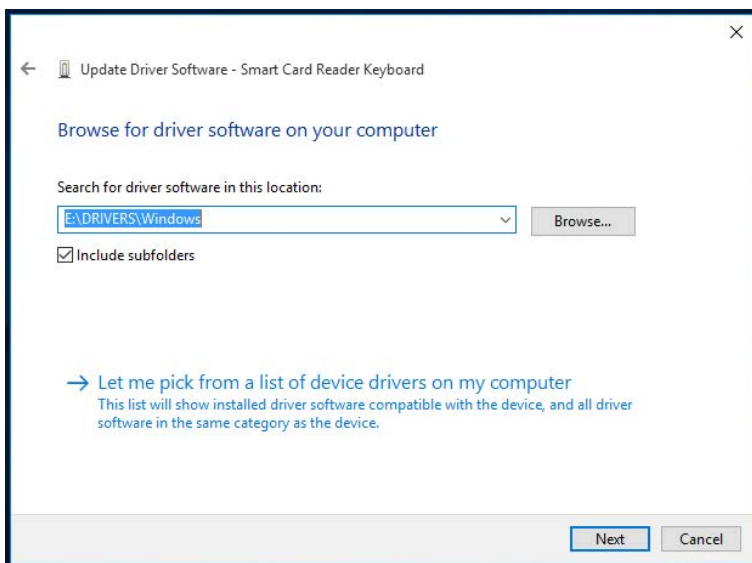 Update Driver Software - Smart Card Reader Keyboard
Browse for driver software on your computer
Search for driver software in this location:
E:\DRIVERS\Windows
Browse...
Include subfolders
Let me pick from a list of device drivers on my computer
This list will show installed driver software compatible with the device, and all driver
software in the same category as the device.
Next
Cancel